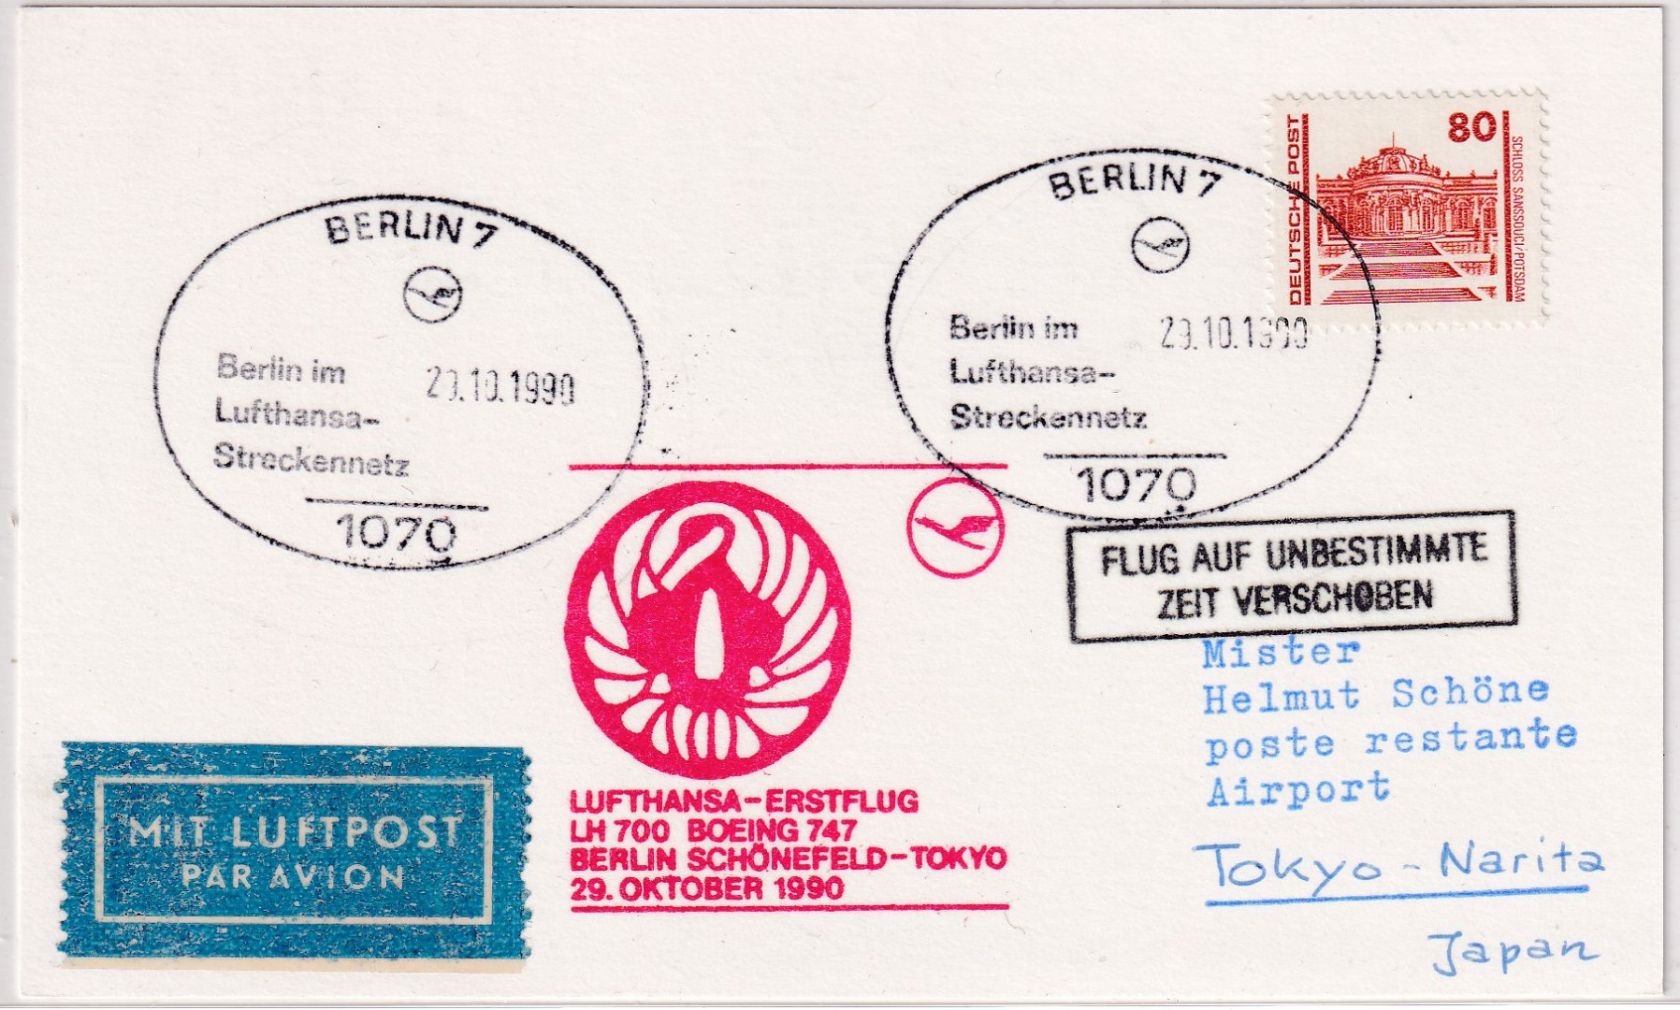 80
DEUTSCHE POST
SCHLOSS SANSSOUCI/POTSDAM
BERLIN 7
Berlin im
Lufthansa-
Streckennetz
29.10.1990
1070
BERLIN 7
Berlin im
Lufthansa-
Streckennetz
29.10.1990
1070
FLUG AUF UNBESTIMMTE
ZEIT VERSCHOBEN
Mister
Helmut Schöne
poste restante
Airport
Tokyo - Narita
Japan
MIT LUFTPOST
PAR AVION
LUFTHANSA-ERSTFLUG
LH 700 BOEING 747
BERLIN SCHÖNEFELD-TOKYO
29. OKTOBER 1990